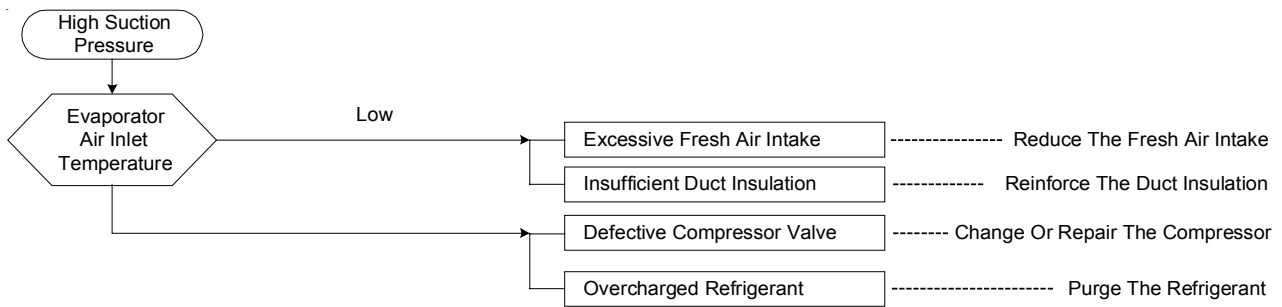 High Suction
Pressure
Evaporator
Air Inlet
Temperature
Low
Excessive Fresh Air Intake
Reduce The Fresh Air Intake
Insufficient Duct Insulation
Reinforce The Duct Insulation
Defective Compressor Valve
Change Or Repair The Compressor
Overcharged Refrigerant
Purge The Refrigerant